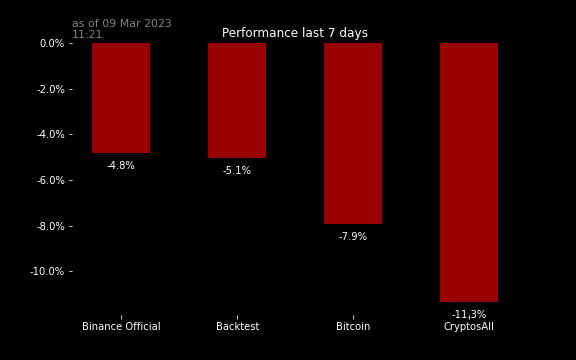 as of 09 Mar 2023
11:21
Performance last 7 days
0.0%
-2.0%
-4.0%
-6.0%
-8.0%
-10.0%
-4.8%
-5.1%
-7.9%
-11,3%
Binance Official
Backtest
Bitcoin
CryptosAll